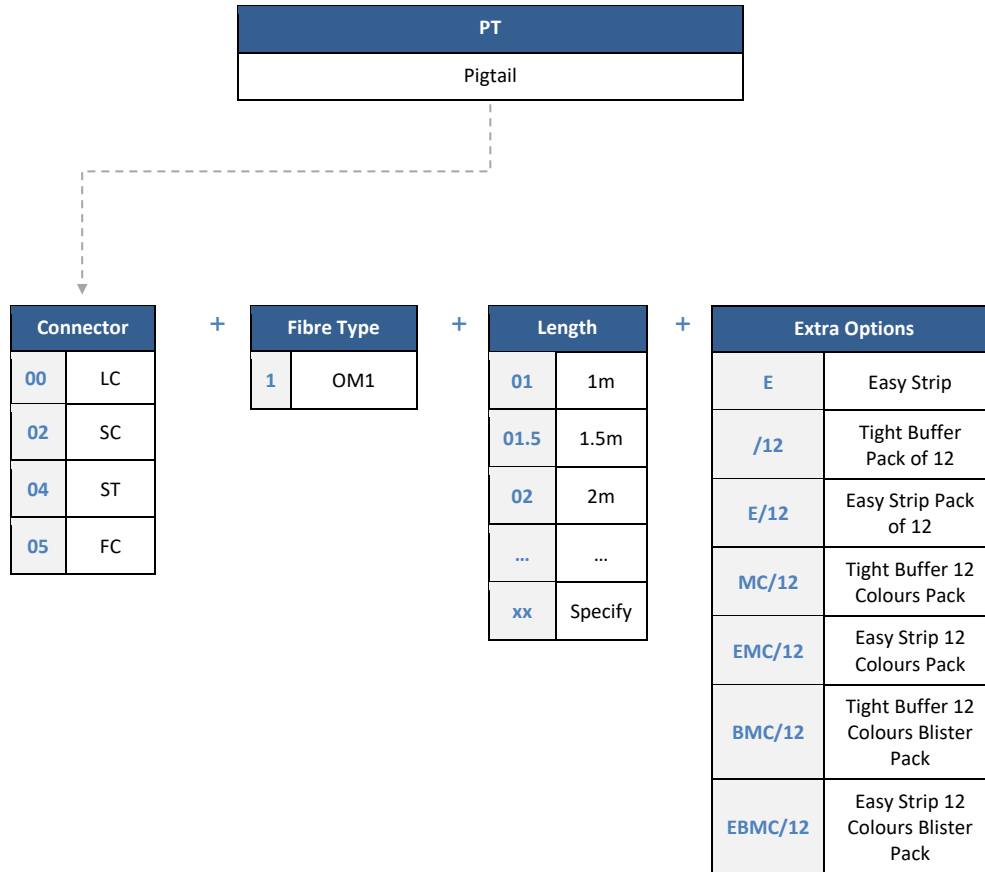 PT
Pigtail
Connector
00 LC
02 SC
04 ST
05 FC
+
Fibre Type
1 OM1
+
Length
01 1m
01.5 1.5m
02 2m
... ...
xx Specify
+
Extra Options
E Easy Strip
/12 Tight Buffer
Pack of 12
E/12 Easy Strip Pack
of 12
MC/12 Tight Buffer 12
Colours Pack
EMC/12 Easy Strip 12
Colours Pack
BMC/12 Tight Buffer 12
Colours Blister
Pack
EBMC/12 Easy Strip 12
Colours Blister
Pack